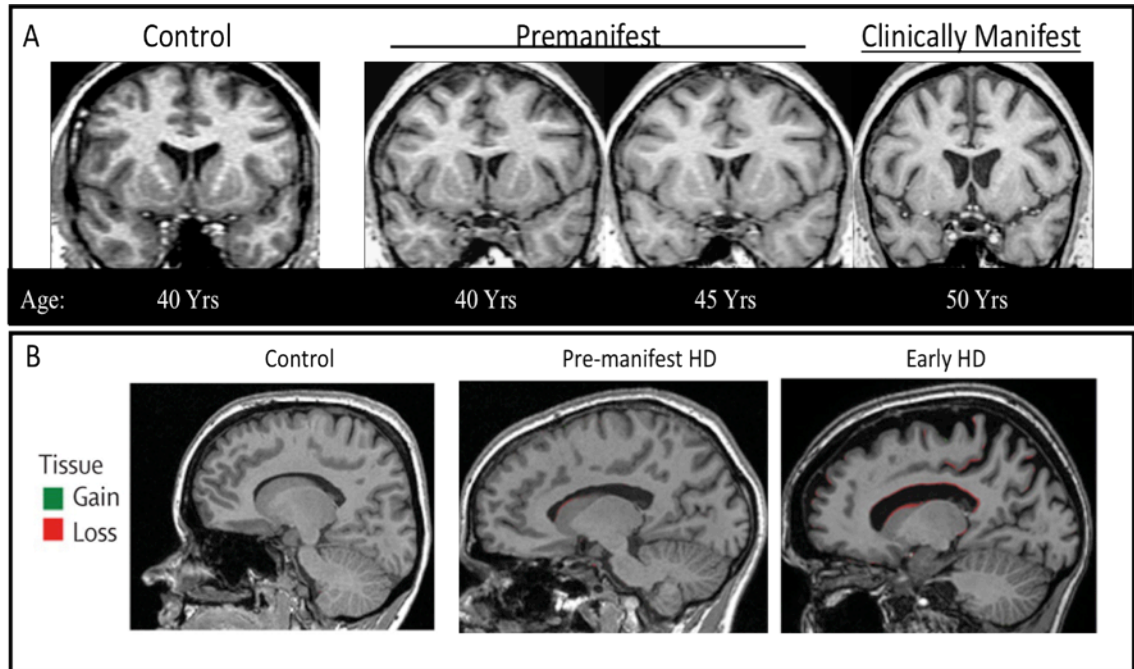 A
Control
Premanifest
Clinically Manifest
Age: 40 Yrs 40 Yrs 45 Yrs 50 Yrs
B
Control
Pre-manifest HD
Early HD
Tissue
Gain
Loss